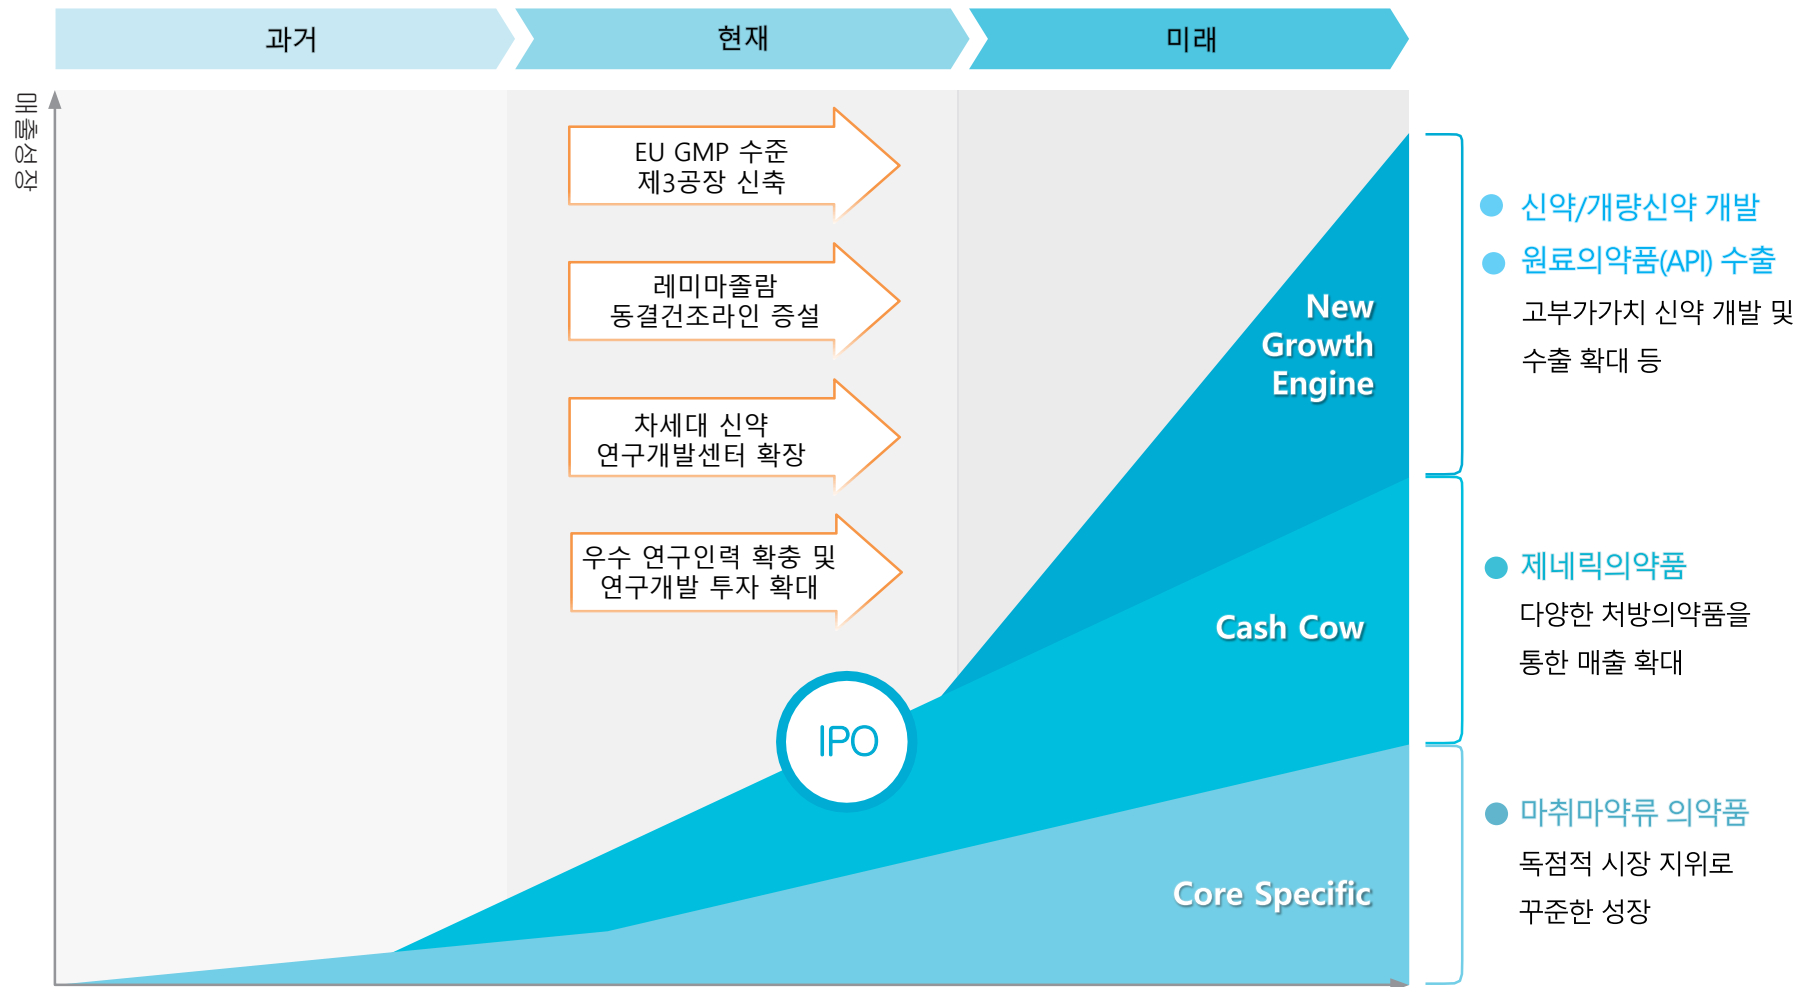 과거
현재
미래
매출성장
EU GMP 수준
제3공장 신축
레미마졸람
동결건조라인 증설
차세대 신약
연구개발센터 확장
우수 연구인력 확충 및
연구개발 투자 확대
IPO
New
Growth
Engine
Cash Cow
Core Specific
신약/개량신약 개발
원료의약품(API) 수출
고부가가치 신약 개발 및
수출 확대 등
제네릭의약품
다양한 처방의약품을
통한 매출 확대
마취마약류 의약품
독점적 시장 지위로
꾸준한 성장